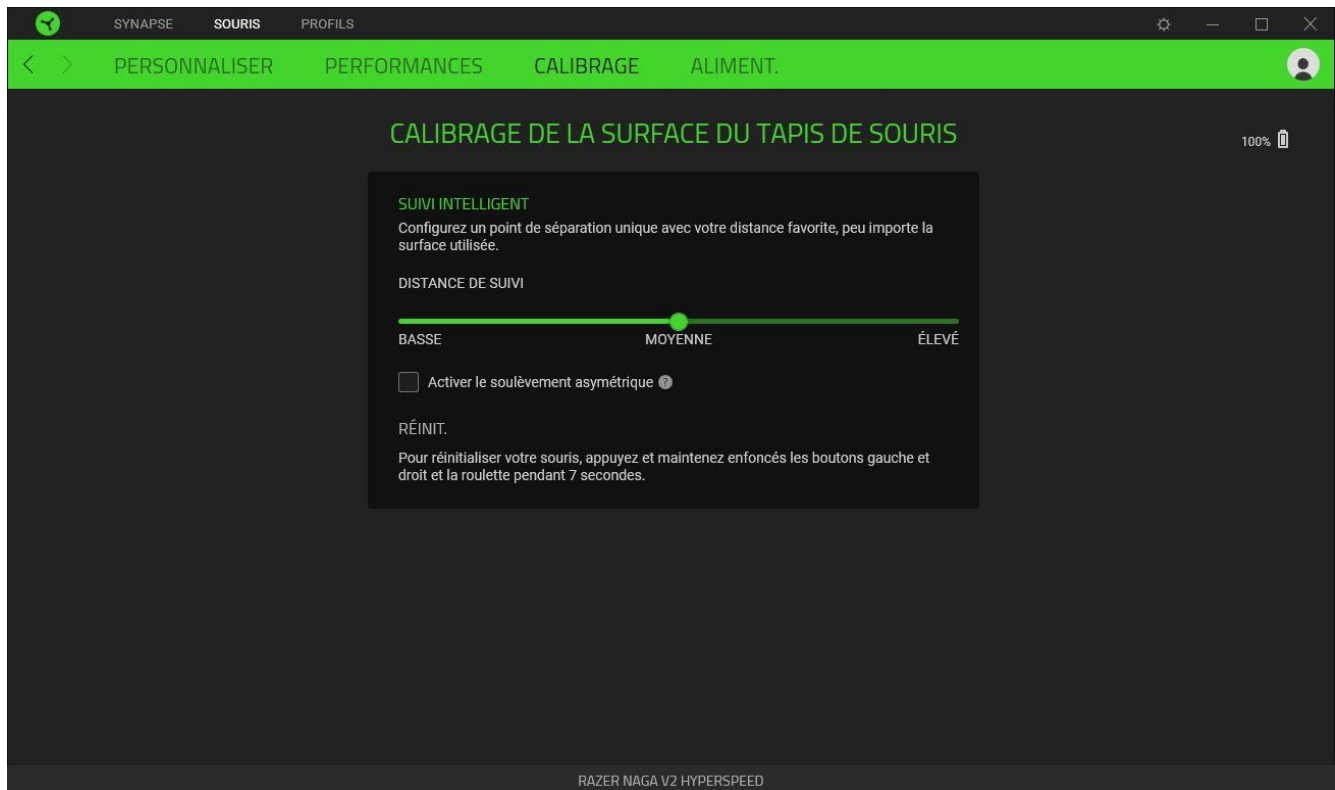 SYNAPSE SOURIS PROFILS
PERSONNALISER PERFORMANCES CALIBRAGE ALIMENT.
CALIBRAGE DE LA SURFACE DU TAPIS DE SOURIS
100%
SUIVI INTELLIGENT
Configurez un point de séparation unique avec votre distance favorite, peu importe la
surface utilisée.
DISTANCE DE SUIVI
BASSE MOYENNE ÉLEVÉ
Activer le soulèvement asymétrique ?
RÉINIT.
Pour réinitialiser votre souris, appuyez et maintenez enfoncés les boutons gauche et
droit et la roulette pendant 7 secondes.
RAZER NAGA V2 HYPERSPEED